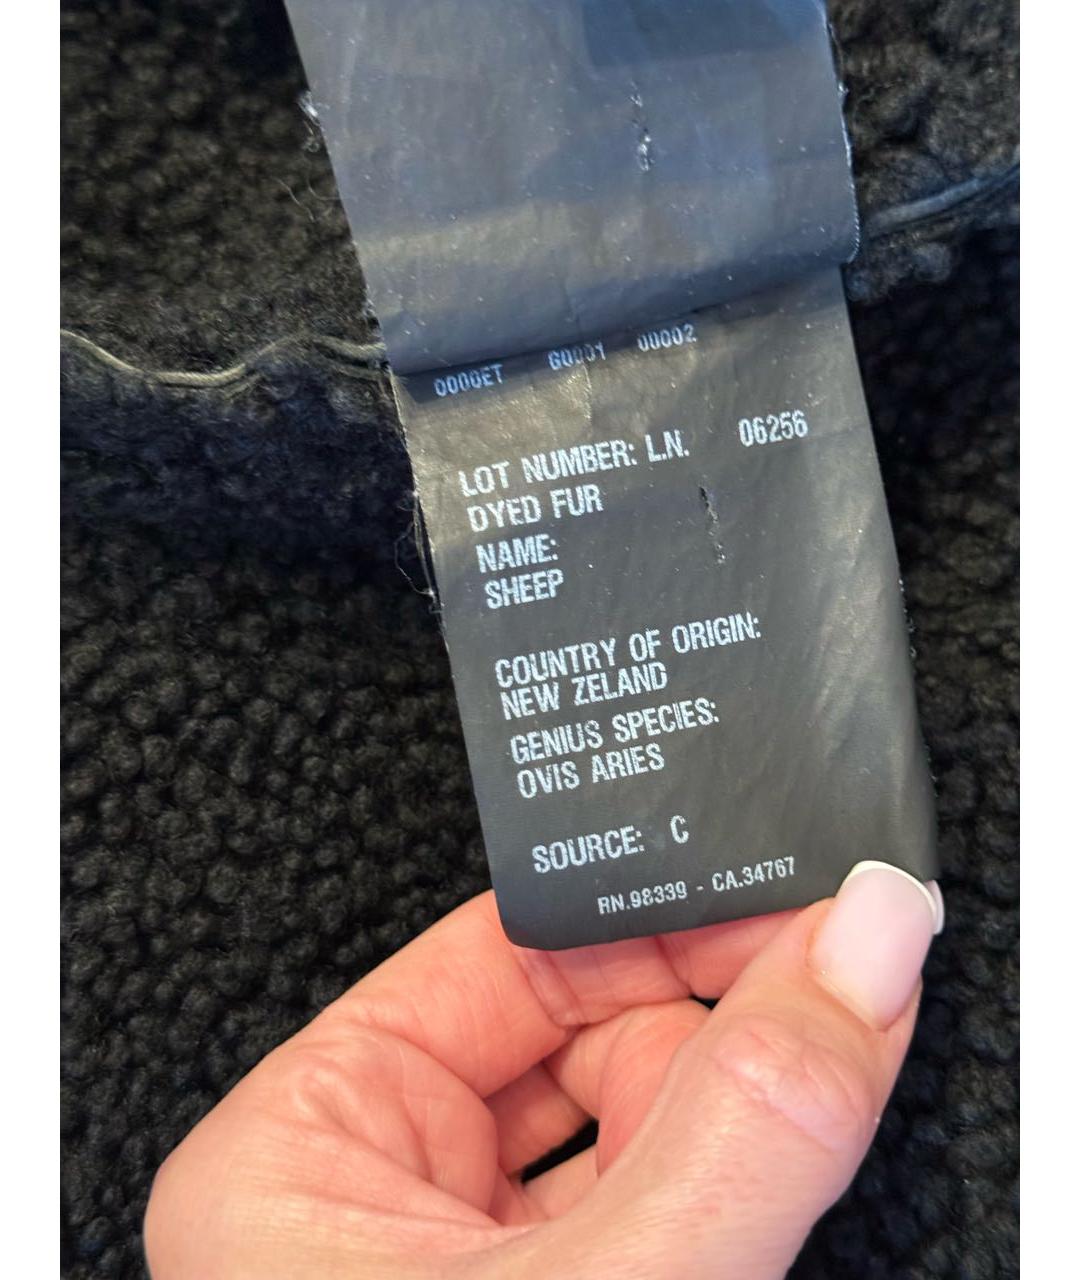 0000ET G0001 00002
LOT NUMBER: L.N. 06256
DYED FUR
NAME:
SHEEP
COUNTRY OF ORIGIN:
NEW ZELAND
GENIUS SPECIES:
OVIS ARIES
SOURCE: C
RN.98339 - CA.34767